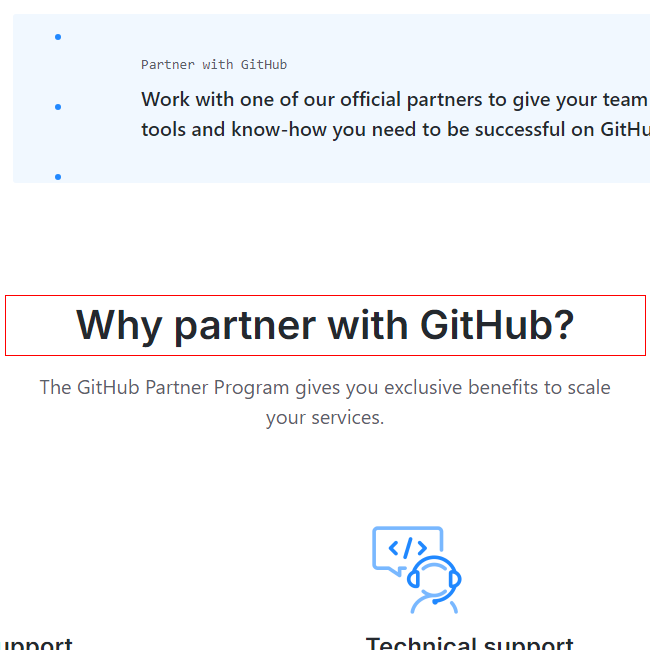 Partner with GitHub
Work with one of our official partners to give your team
tools and know-how you need to be successful on
Why partner with GitHub?
The GitHub Partner Program gives you exclusive benefits to scale
your services.
</>
Technical support